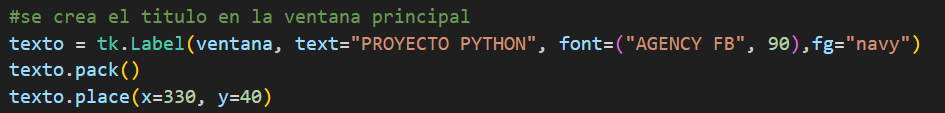 #se crea el titulo en la ventana principal
texto = tk.Label(ventana, text="PROYECTO PYTHON", font=("AGENCY FB", 90),fg="navy")
texto.pack()
texto.place(x=330, y=40)